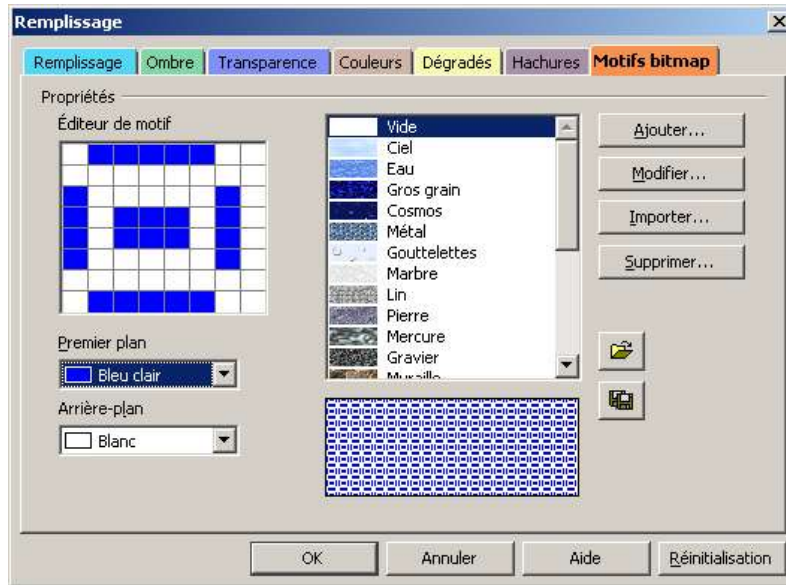 Remplissage
Remplissage Ombre Transparence Couleurs Dégradés Hachures Motifs bitmap
Propriétés
Éditeur de motif
Vide
Ciel
Eau
Gros grain
Cosmos
Métal
Gouttelettes
Marbre
Lin
Pierre
Mercure
Gravier
Muraille
Ajouter...
Modifier...
Importer...
Supprimer...
Premier plan
Bleu clair
Arrière-plan
Blanc
OK Annuler Aide Réinitialisation